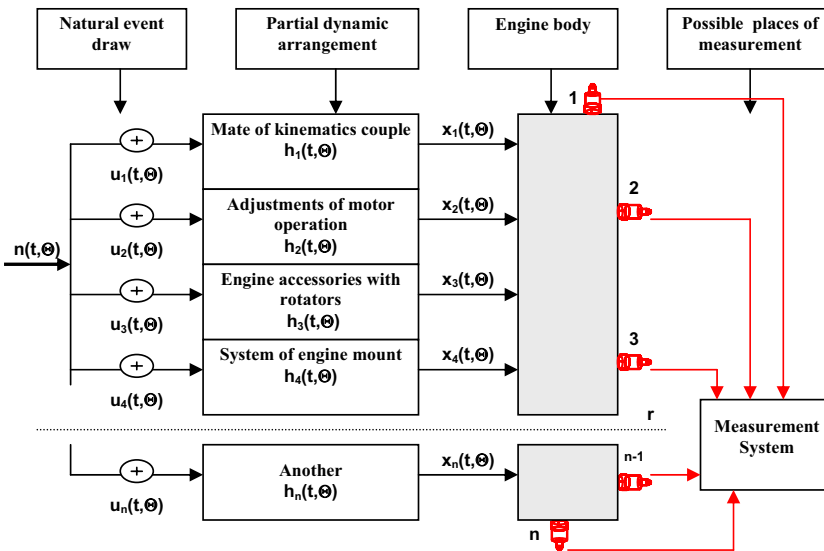 Natural event
draw
Partial dynamic
arrangement
Engine body
Possible places of
measurement
1
+
Mate of kinematics couple
h1(t,Θ)
x1(t,Θ)
u1(t,Θ)
2
+
Adjustments of motor
operation
h2(t,Θ)
x2(t,Θ)
u2(t,Θ)
n(t,Θ)
+
Engine accessories with
rotators
h3(t,Θ)
x3(t,Θ)
u3(t,Θ)
3
+
System of engine mount
h4(t,Θ)
x4(t,Θ)
u4(t,Θ)
r
Measurement
System
+
Another
hn(t,Θ)
xn(t,Θ)
n-1
un(t,Θ)
n